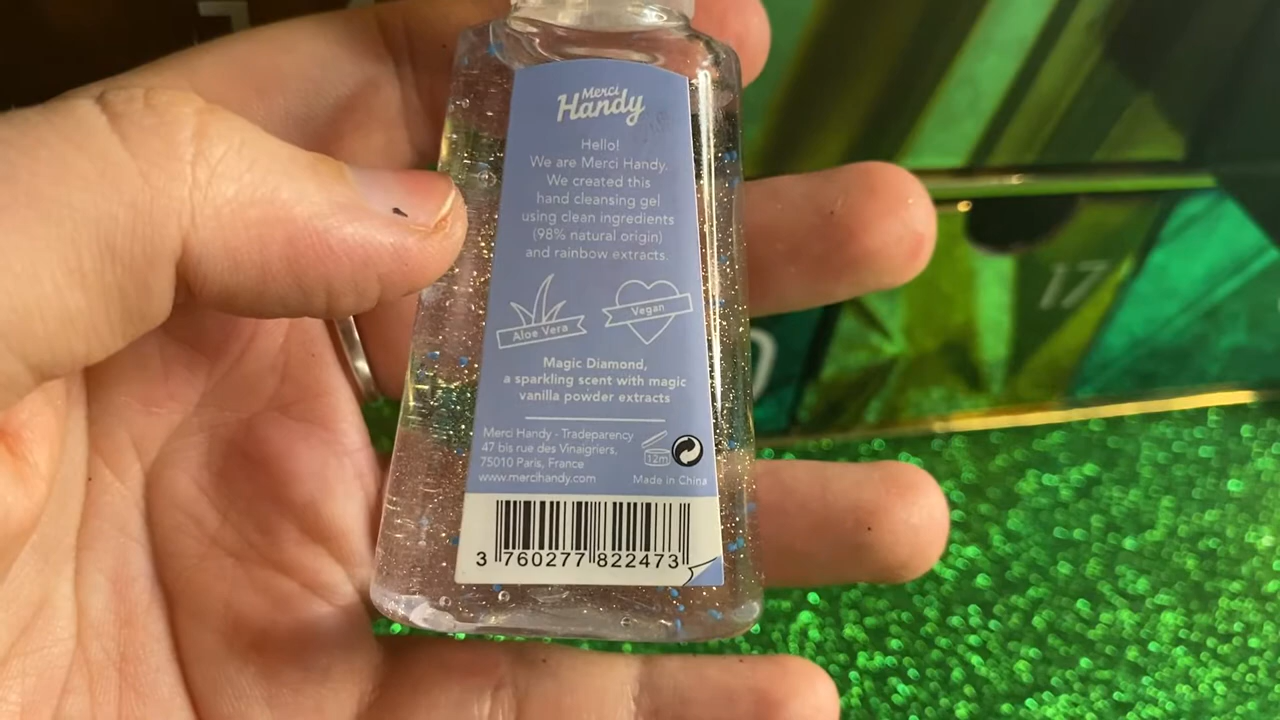 Merci
Handy
Hello!
We are Merci Handy.
We created this
hand cleansing gel
using clean ingredients
(98% natural origin)
and rainbow extracts.
Aloe Vera
Vegan
Magic Diamond,
a sparkling scent with magic
vanilla powder extracts
Merci Handy - Tradeparency
47 bis rue des Vinaigriers,
75010 Paris, France
www.mercihandy.com
12m
Made in China
3 760277 822473
17